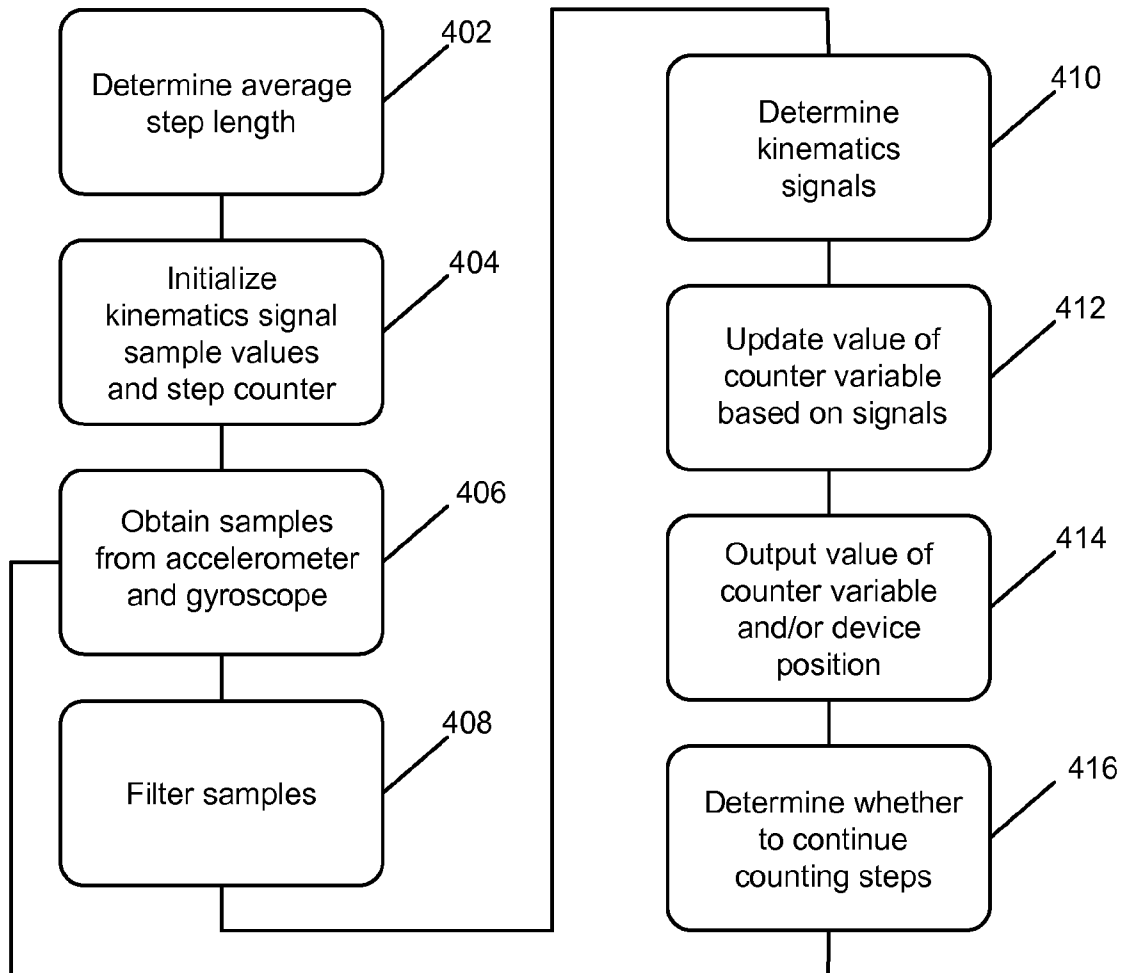 402
Determine average
step length
404
Initialize
kinematics signal
sample values
and step counter
406
Obtain samples
from accelerometer
and gyroscope
408
Filter samples
410
Determine
kinematics
signals
412
Update value of
counter variable
based on signals
414
Output value of
counter variable
and/or device
position
416
Determine whether
to continue
counting steps